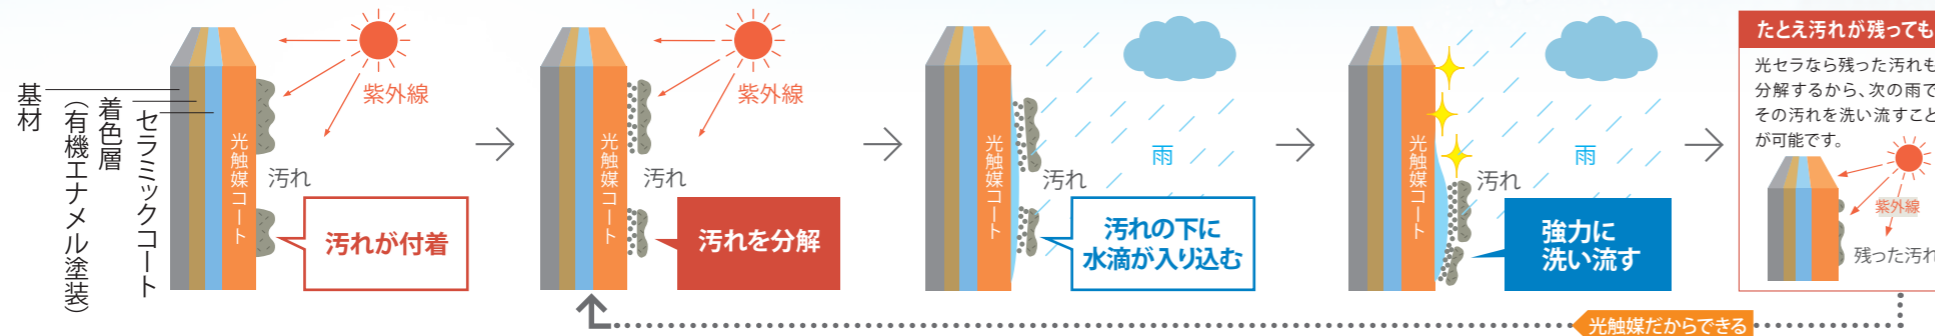 基材
着色層
（有機エナメル塗装）
セラミックコート
光触媒コート
紫外線
汚れ
汚れが付着
光触媒コート
紫外線
汚れ
汚れを分解
光触媒コート
雨
汚れ
汚れの下に
水滴が入り込む
光触媒コート
雨
汚れ
強力に
洗い流す
たとえ汚れが残っても
光セラなら残った汚れも
分解するから、次の雨で
その汚れを洗い流すこと
が可能です。
紫外線
残った汚れ
光触媒だからできる